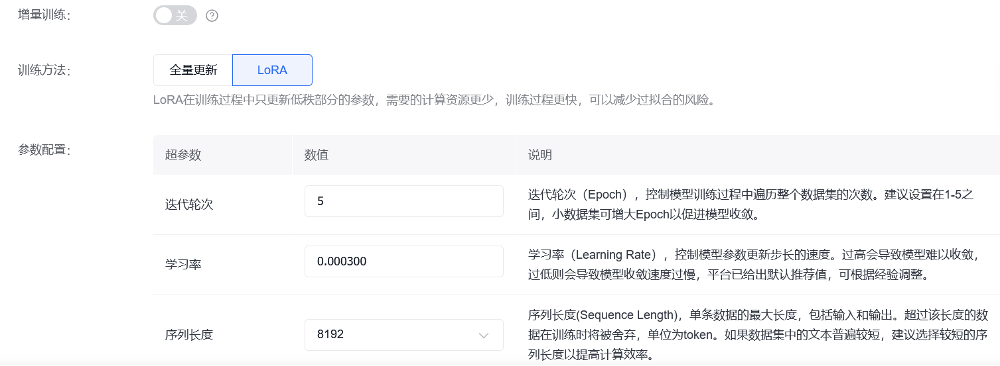 增量训练：
关
?
训练方法：
全量更新
LoRA
LoRA在训练过程中只更新低秩部分的参数，需要的计算资源更少，训练过程更快，可以减少过拟合的风险。
参数配置：
超参数
数值
说明
迭代轮次
5
迭代轮次（Epoch），控制模型训练过程中遍历整个数据集的次数。建议设置在1-5之
间，小数据集可增大Epoch以促进模型收敛。
学习率
0.000300
学习率（Learning Rate），控制模型参数更新步长的速度。过高会导致模型难以收敛，
过低则会导致模型收敛速度过慢，平台已给出默认推荐值，可根据经验调整。
序列长度
8192
序列长度(Sequence Length)，单条数据的最大长度，包括输入和输出。超过该长度的数
据在训练时将被舍弃，单位为token。如果数据集中的文本普遍较短，建议选择较短的序
列长度以提高计算效率。